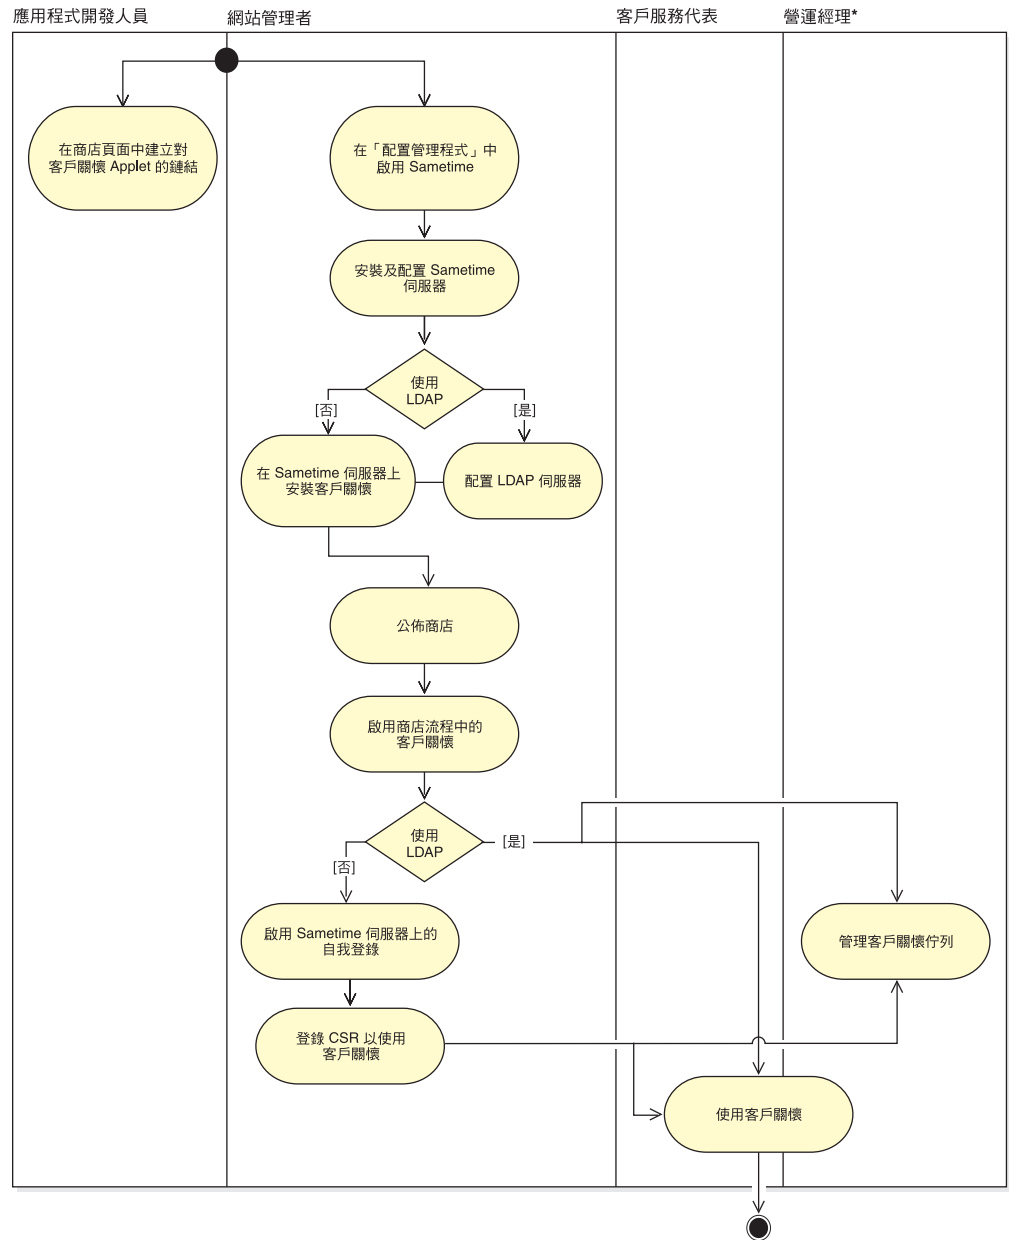 應用程式開發人員
網站管理者
客戶服務代表
營運經理*
在商店頁面中建立對
客戶關懷 Applet 的鏈結
在「配置管理程式」中
啟用 Sametime
安裝及配置 Sametime
伺服器
使用
LDAP
[否]
[是]
在 Sametime 伺服器上
安裝客戶關懷
配置 LDAP 伺服器
公佈商店
啟用商店流程中的
客戶關懷
使用
LDAP
[是]
[否]
啟用 Sametime 伺服器上的
自我登錄
管理客戶關懷佇列
登錄 CSR 以使用
客戶關懷
使用客戶關懷